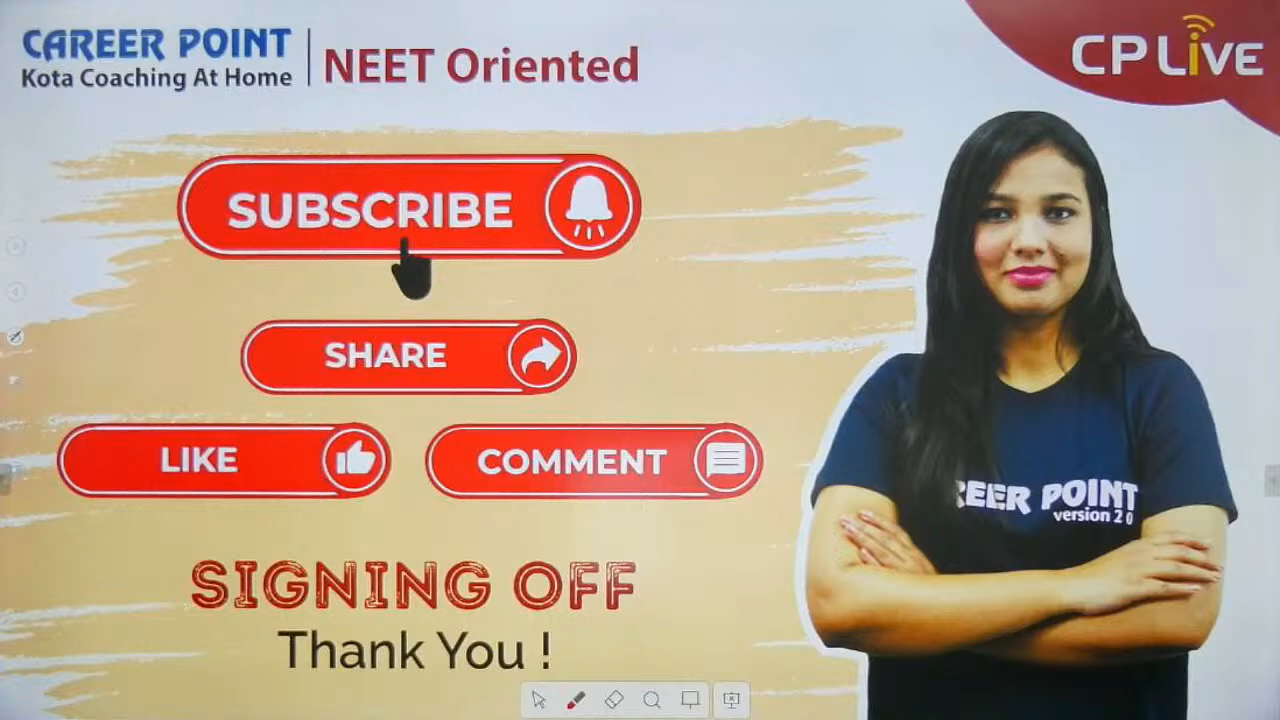 CAREER POINT
Kota Coaching At Home
NEET Oriented
CP LIVE
SUBSCRIBE
SHARE
LIKE
COMMENT
REER POINT
version 2 0
SIGNING OFF
Thank You !